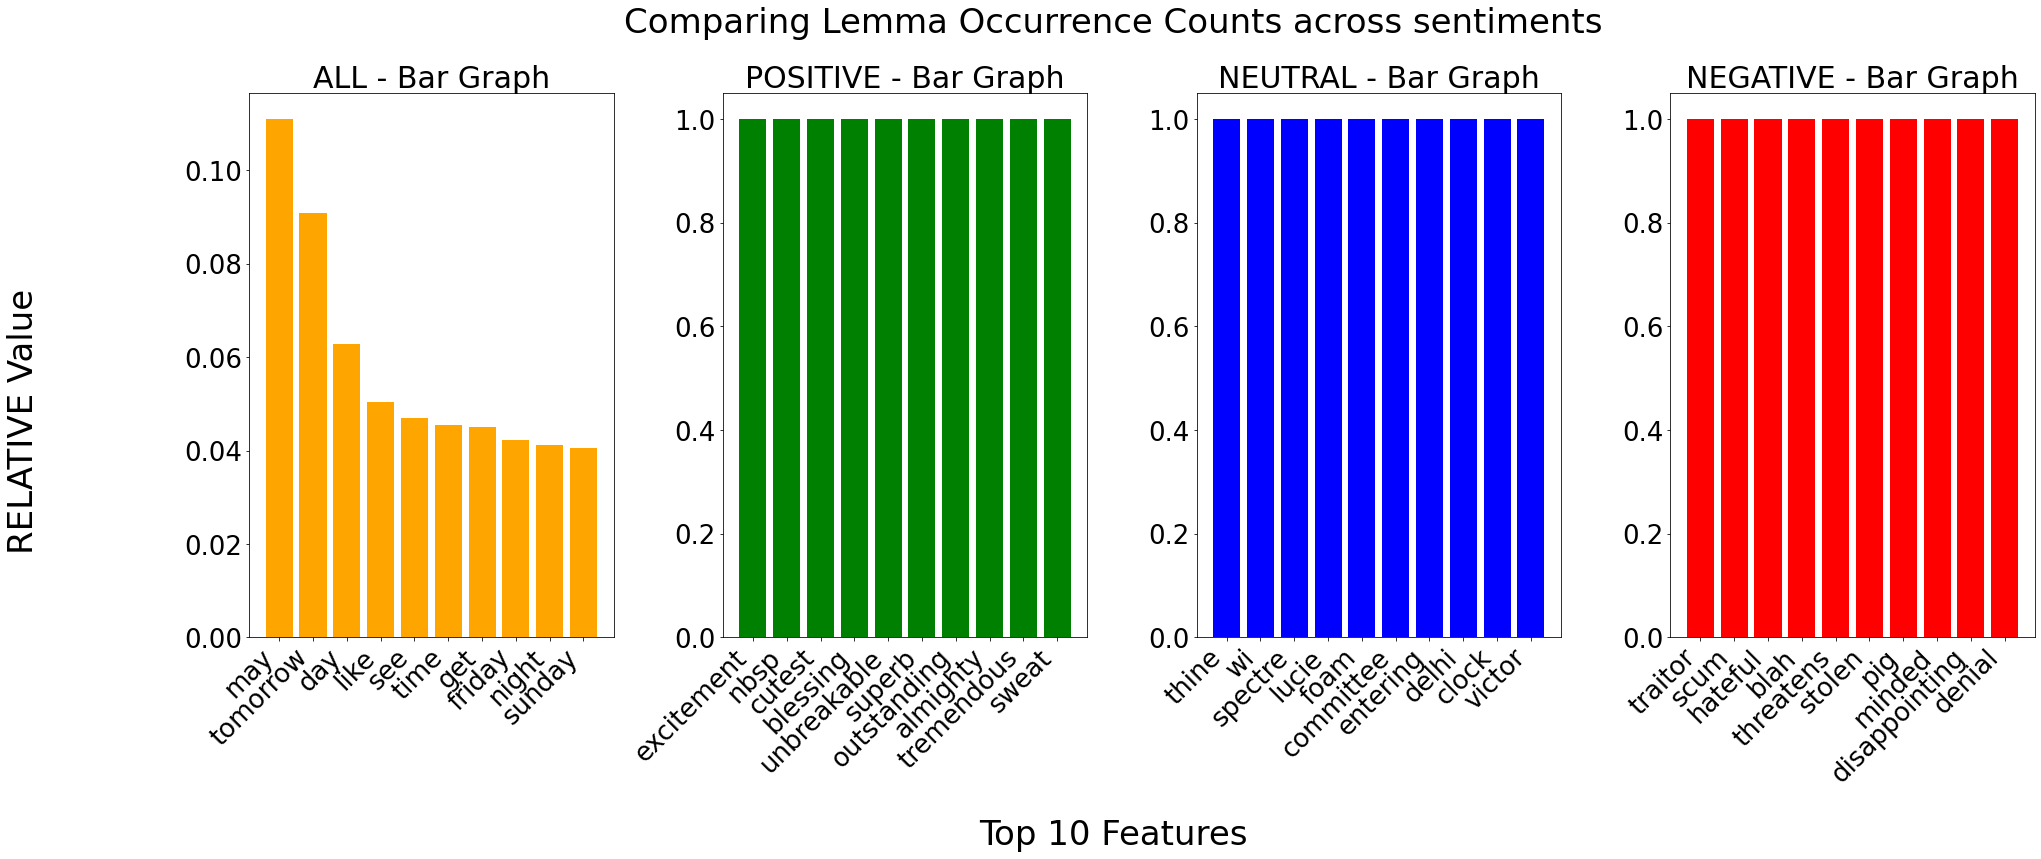 Comparing Lemma Occurrence Counts across sentiments
RELATIVE Value
ALL - Bar Graph
0.10
0.08
0.06
0.04
0.02
0.00
may
tomorrow
day
like
see
time
get
friday
night
sunday
POSITIVE - Bar Graph
1.0
0.8
0.6
0.4
0.2
0.0
excitement
nbsp
cutest
blessing
unbreakable
superb
outstanding
almighty
tremendous
sweat
NEUTRAL - Bar Graph
1.0
0.8
0.6
0.4
0.2
0.0
thine
wi
spectre
lucie
foam
committee
entering
delhi
clock
victor
NEGATIVE - Bar Graph
1.0
0.8
0.6
0.4
0.2
0.0
traitor
scum
hateful
blah
threatens
stolen
pig
minded
disappointing
denial
Top 10 Features